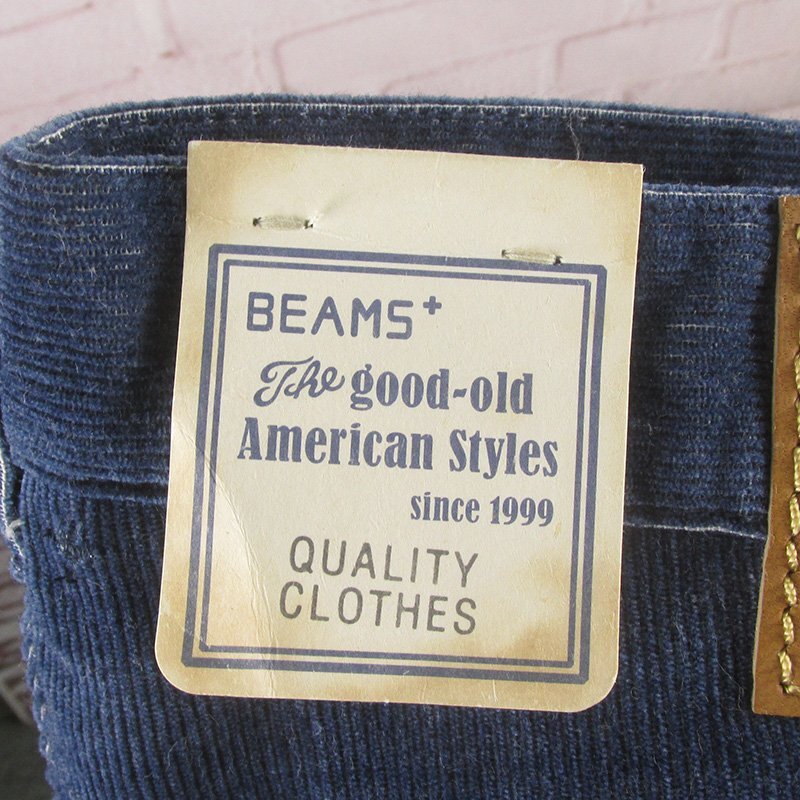 BEAMS+
The good-old
American Styles
since 1999
QUALITY
CLOTHES